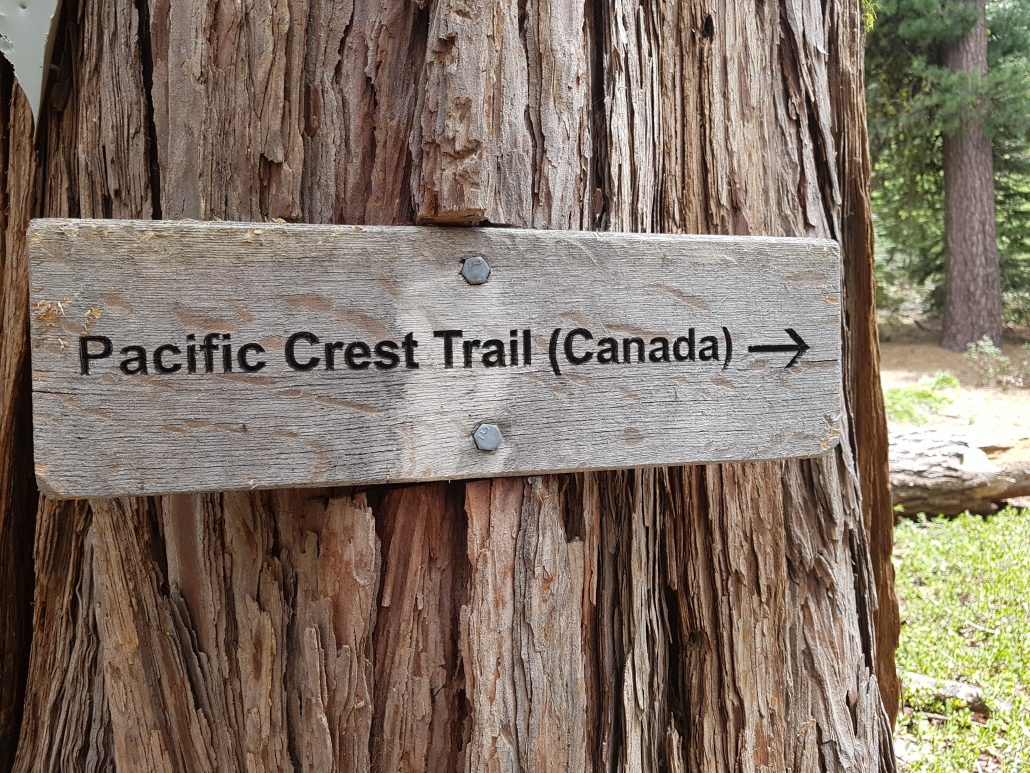 Pacific Crest Trail (Canada) →